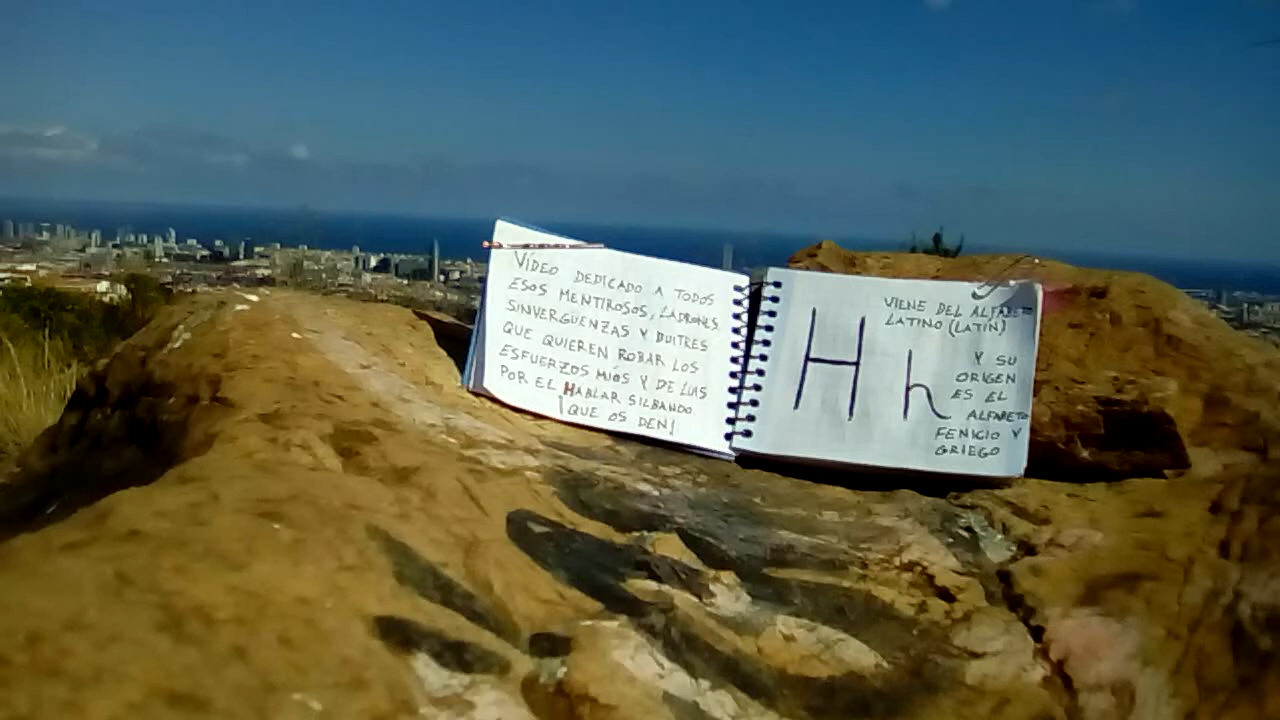 VÍDEO DEDICADO A TODOS
ESOS MENTIROSOS, LADRONES
SINVERGUENZAS Y BUITRES
QUE QUIEREN ROBAR LOS
ESFUERZOS MÍOS Y DE LUIS
POR EL HABLAR SILBANDO
¡QUE OS DEN!
H h
VIENE DEL ALFABETO
LATINO (LATÍN)
Y SU
ORIGEN
ES EL
ALFABETO
FENICIO Y
GRIEGO